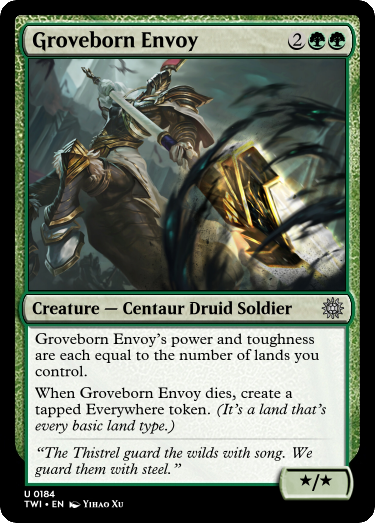 Groveborn Envoy 2
Creature — Centaur Druid Soldier
Groveborn Envoy's power and toughness
are each equal to the number of lands you
control.
When Groveborn Envoy dies, create a
tapped Everywhere token. (It's a land that's
every basic land type.)
"The Thistrel guard the wilds with song. We
guard them with steel."
★/★
U 0184
TWI • EN Yihao Xu